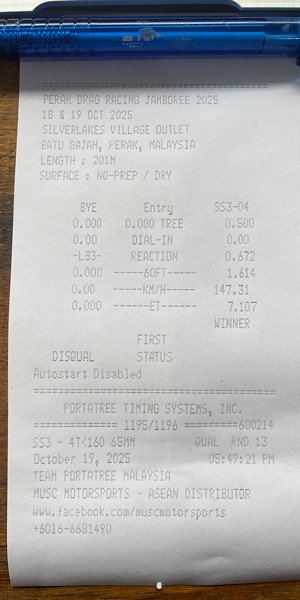 PERAK DRAG RACING JAMBOREE 2025
18 & 19 OCT 2025
SILVERLAKES VILLAGE OUTLET
BATU GAJAH, PERAK, MALAYSIA
LENGTH : 201M
SURFACE : NO-PREP / DRY
BYE Entry SS3-04
0.000 0.000 TREE 0.500
0.00 DIAL-IN 0.00
-LB3- REACTION 0.672
0.000 -----60FT----- 1.614
0.00 ------KM/H------ 147.31
0.000 -------ET------- 7.107
WINNER
FIRST
DISQUAL STATUS
Autostart Disabled
====================================
PORTATREE TIMING SYSTEMS, INC.
============= 1195/1196 =========600214
SS3 - 4T<160 65MM QUAL RND 13
October 19, 2025 05:49:21 PM
TEAM PORTATREE MALAYSIA
MUSC MOTORSPORTS - ASEAN DISTRIBUTOR
www.facebook.com/muscmotorsports
+6016-6681490